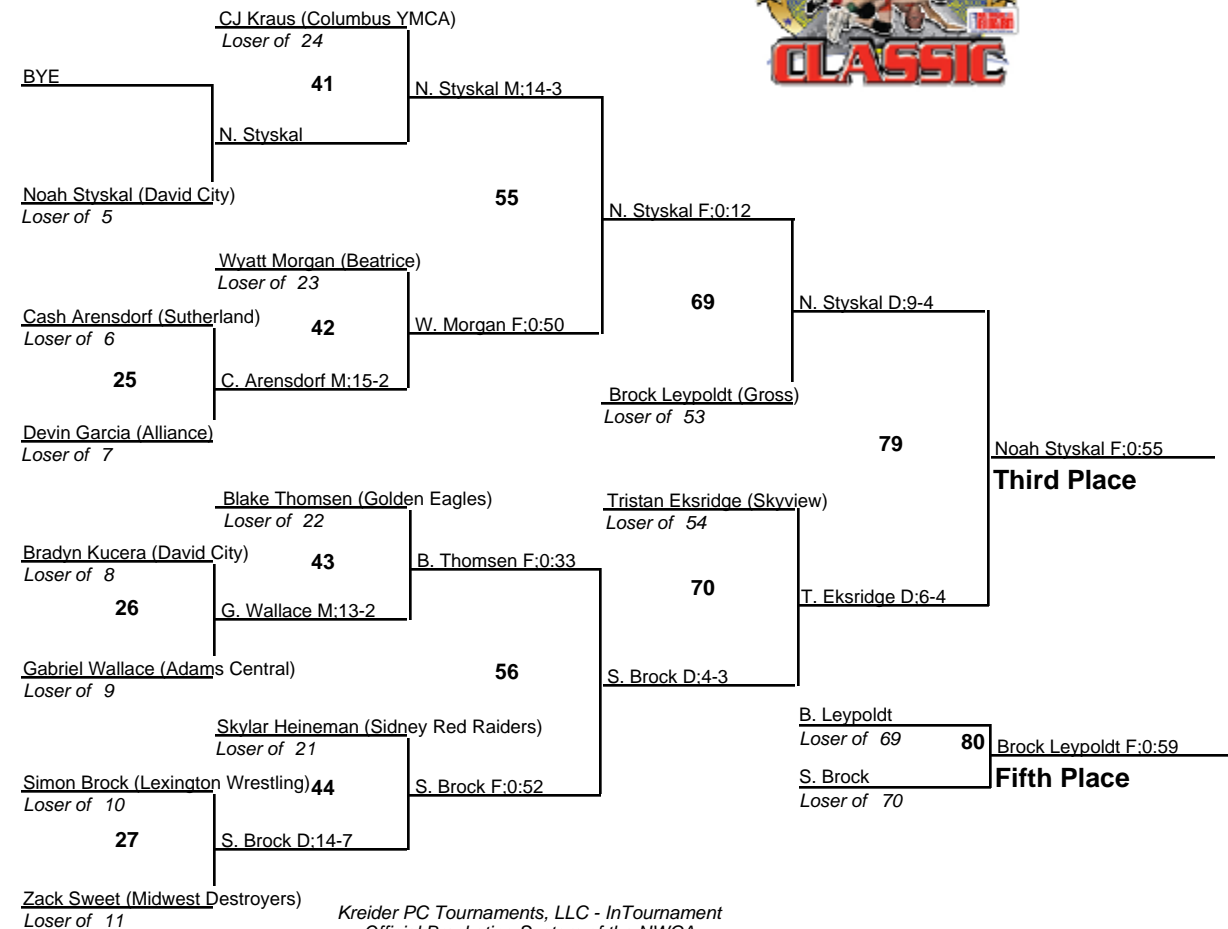 CLASSIC
CJ Kraus (Columbus YMCA)
Loser of 24
BYE
41
N. Styskal M;14-3
N. Styskal
Noah Styskal (David City)
Loser of 5
55
N. Styskal F;0:12
Wyatt Morgan (Beatrice)
Loser of 23
Cash Arensdorf (Sutherland)
Loser of 6
42
W. Morgan F;0:50
69
N. Styskal D;9-4
25
C. Arensdorf M;15-2
Brock Leypoldt (Gross)
Loser of 53
Devin Garcia (Alliance)
Loser of 7
79
Noah Styskal F;0:55
Third Place
Blake Thomsen (Golden Eagles)
Loser of 22
Tristan Eksridge (Skyview)
Loser of 54
Bradyn Kucera (David City)
Loser of 8
43
B. Thomsen F;0:33
70
T. Eksridge D;6-4
26
G. Wallace M;13-2
Gabriel Wallace (Adams Central)
Loser of 9
56
S. Brock D;4-3
Skylar Heineman (Sidney Red Raiders)
Loser of 21
B. Leypoldt
Loser of 69
80
Brock Leypoldt F;0:59
Fifth Place
S. Brock
Loser of 70
Simon Brock (Lexington Wrestling)
Loser of 10
44
S. Brock F;0:52
27
S. Brock D;14-7
Zack Sweet (Midwest Destroyers)
Loser of 11
Kreider PC Tournaments, LLC - InTournament